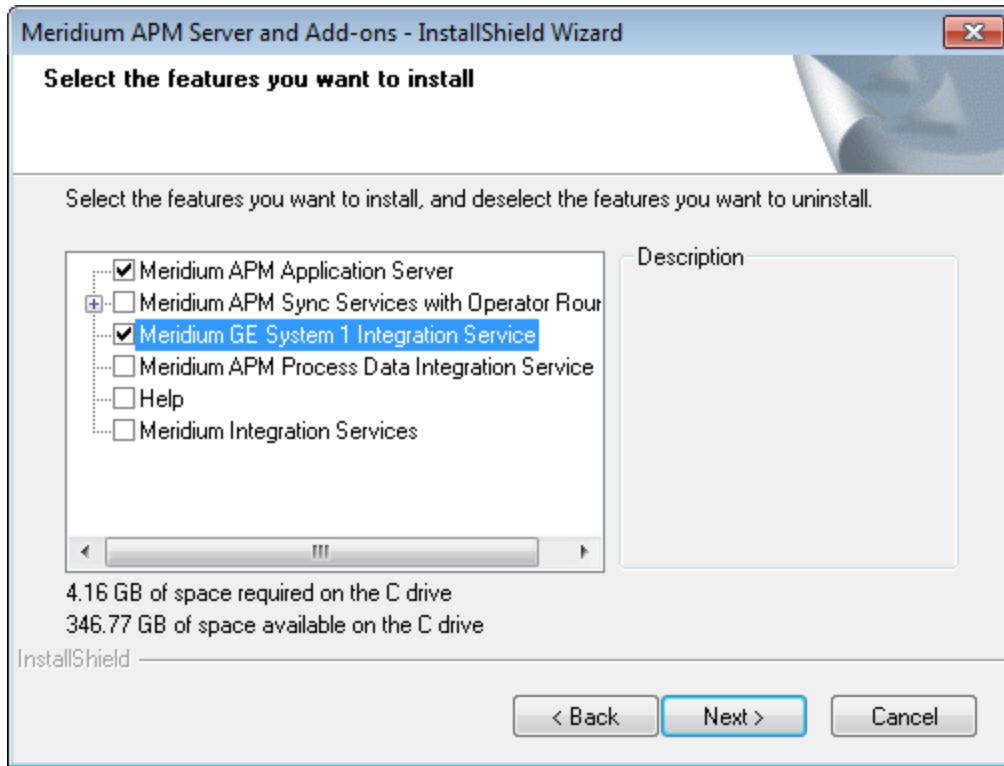 Meridium APM Server and Add-ons - InstallShield Wizard
Select the features you want to install
Select the features you want to install, and deselect the features you want to uninstall.
Meridium APM Application Server
Meridium APM Sync Services with Operator Roun
Meridium GE System 1 Integration Service
Meridium APM Process Data Integration Service
Help
Meridium Integration Services
Description
4.16 GB of space required on the C drive
346.77 GB of space available on the C drive
InstallShield
< Back
Next >
Cancel